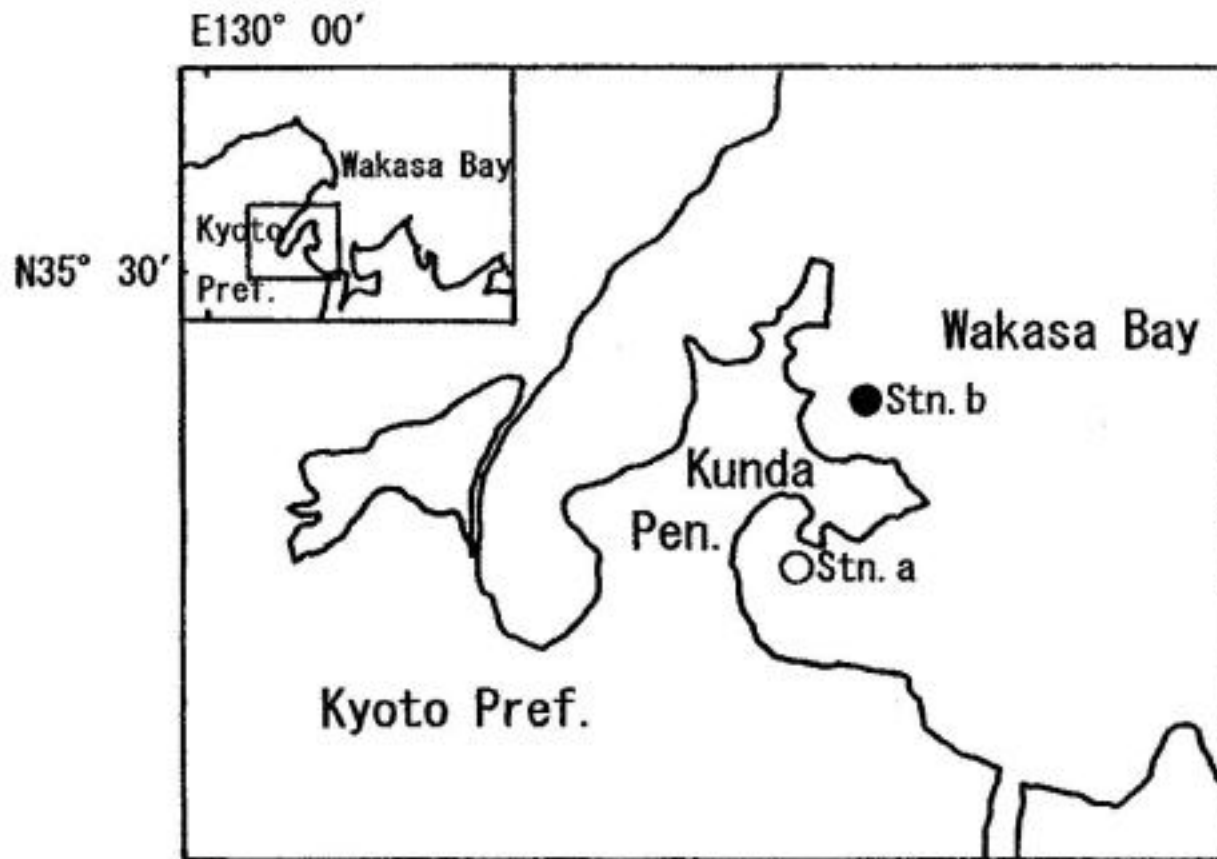 E130° 00′
Wakasa Bay
Kyoto
N35° 30′
Pref.
Wakasa Bay
Stn. b
Kunda
Pen.
Stn. a
Kyoto Pref.